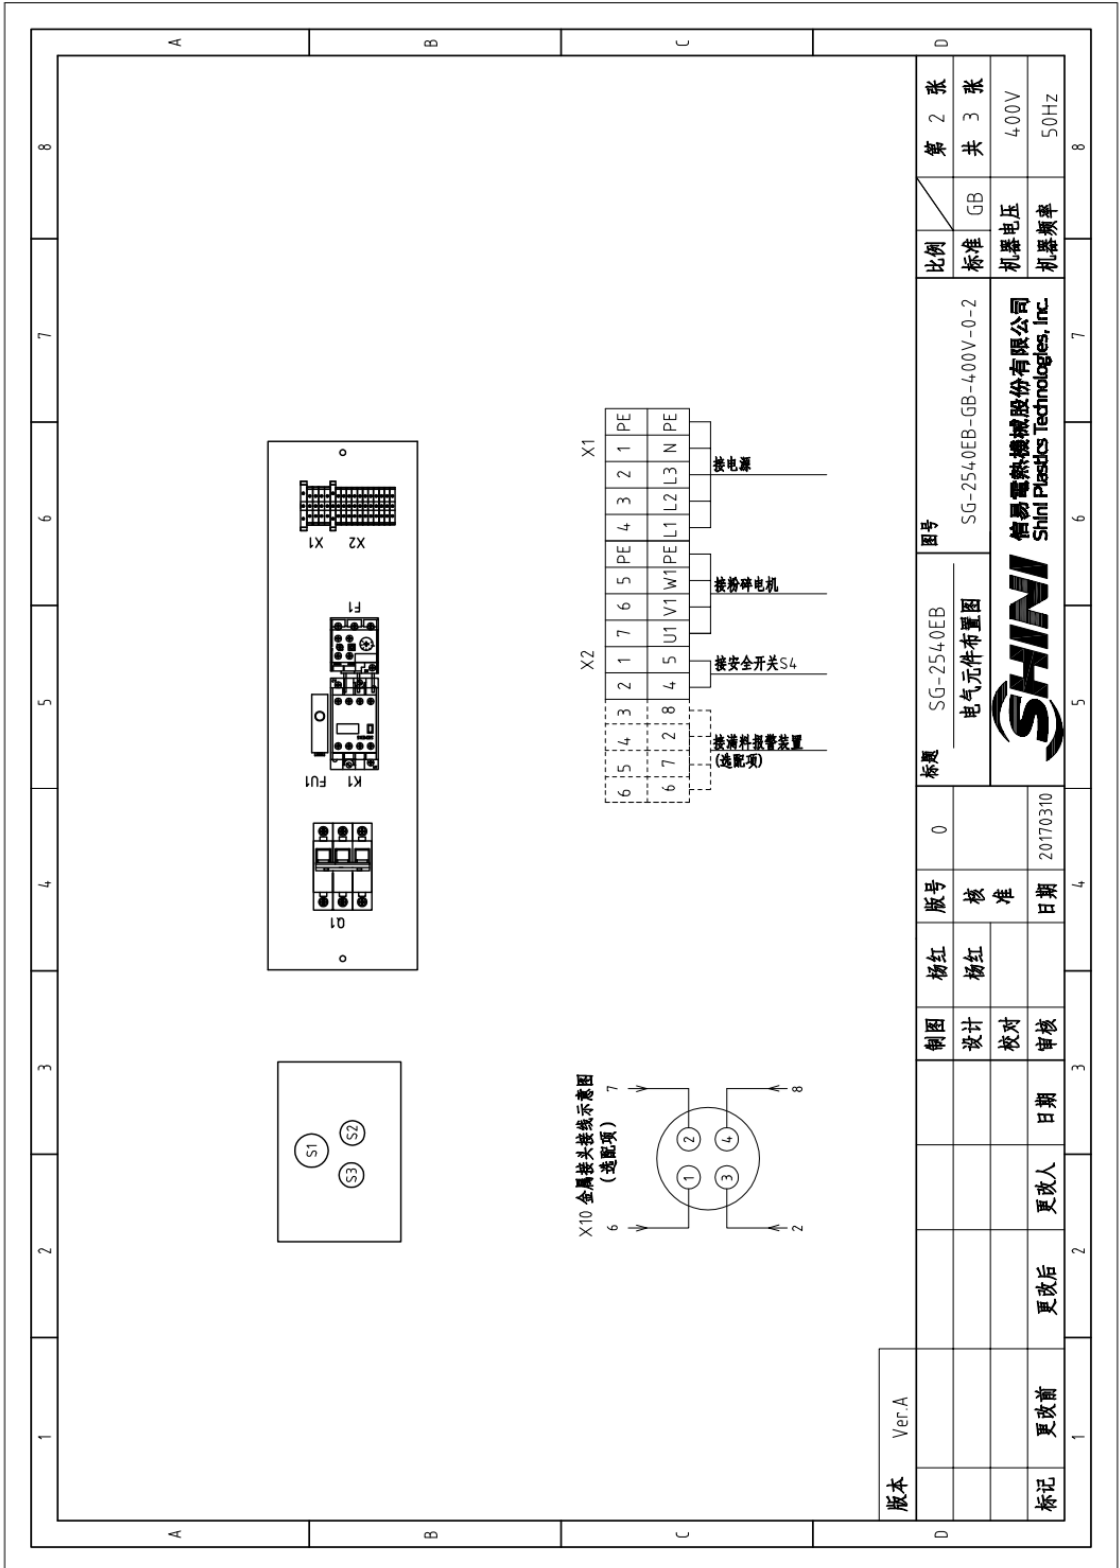 1 2 3 4 5 6 7 8
A
B
C
D
S1
S3 S2
Q1
FU1
K1
F1
X1
X2
X10 金属接头接线示意图
(选配项)
6 7
1 2
3 4
2 8
X2 X1
6 5 4 3 2 1 7 6 5 PE 4 3 2 1 PE
6 7 2 8 4 5 U1 V1 W1 PE L1 L2 L3 N PE
接满料报警装置
(选配项)
接安全开关S4
接粉碎电机
接电源
版本 Ver.A
标记 更改前 更改后 更改人 日期
制图 杨红
设计 杨红
校对
审核
版号 0
核准
日期 20170310
标题 SG-2540EB
电气元件布置图
图号
SG-2540EB-GB-400V-0-2
SHINI
信易電熱機械股份有限公司
Shini Plastics Technologies, Inc.
比例 第 2 张
标准 GB 共 3 张
机器电压 400V
机器频率 50Hz
A
B
C
D
1 2 3 4 5 6 7 8